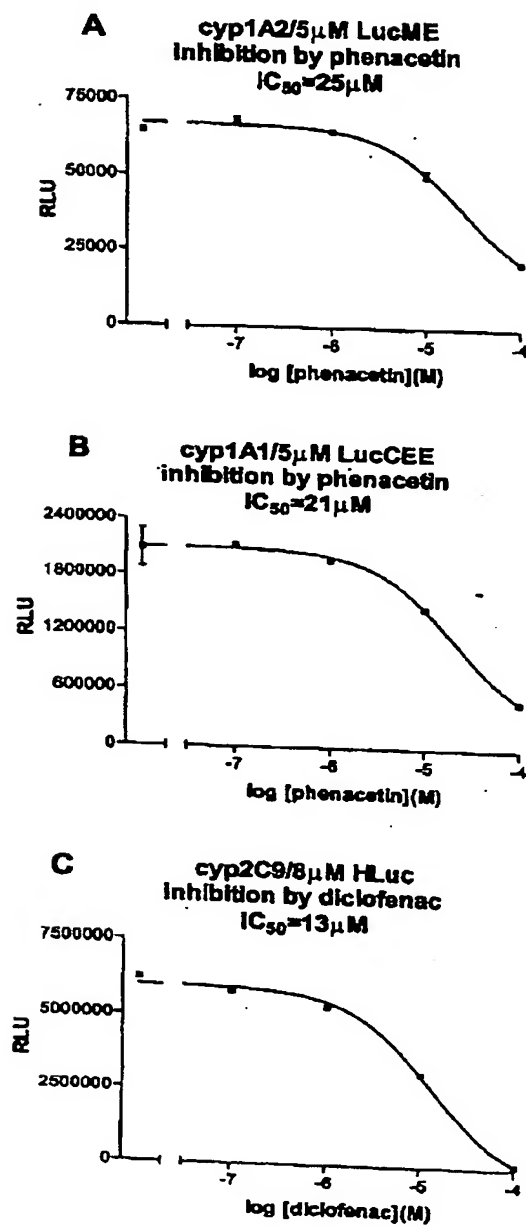 A
cyp1A2/5μM LucME
inhibition by phenacetin
IC50=25μM
75000
50000
25000
0
RLU
-7
-6
-5
-4
log [phenacetin](M)
B
cyp1A1/5μM LucCEE
inhibition by phenacetin
IC50=21μM
2400000
1800000
1200000
600000
0
RLU
-7
-6
-5
-4
log [phenacetin](M)
C
cyp2C9/8μM HLuc
inhibition by diclofenac
IC50=13μM
7500000
5000000
2500000
0
RLU
-7
-6
-5
-4
log [diclofenac](M)